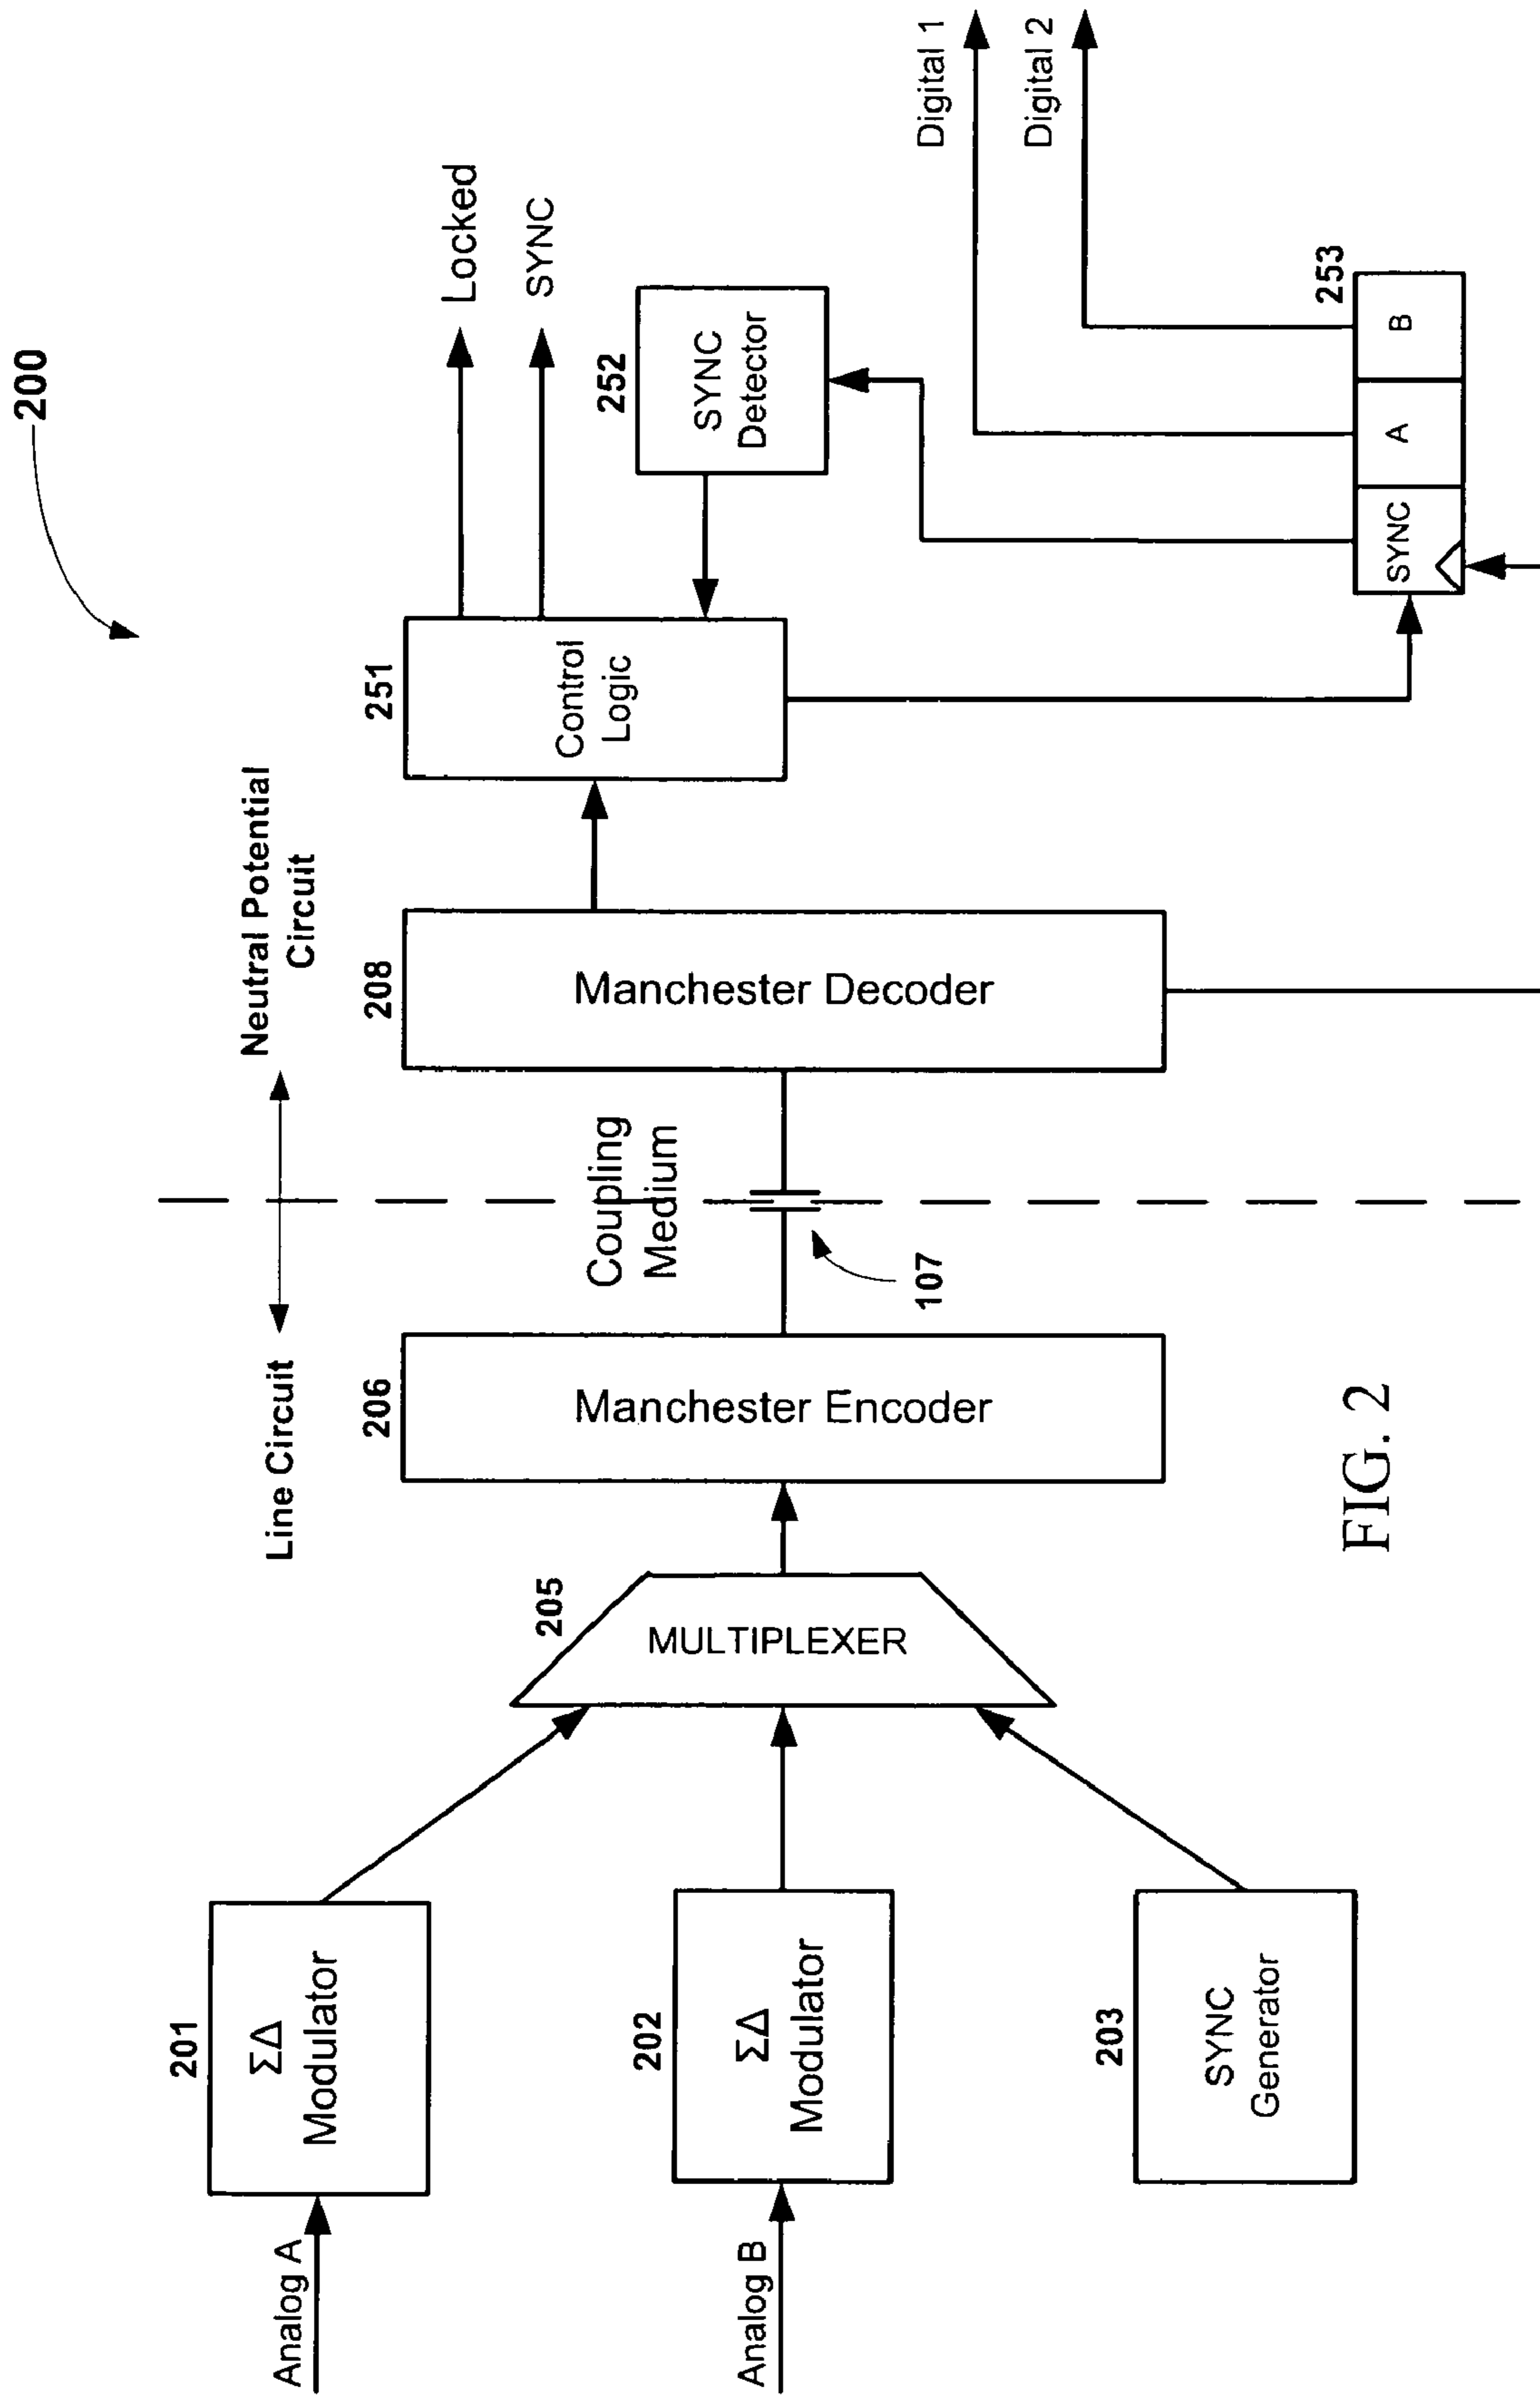 200
Line Circuit
Neutral Potential
Circuit
Analog A
201
ΣΔ
Modulator
Analog B
202
ΣΔ
Modulator
203
SYNC
Generator
205
MULTIPLEXER
206
Manchester Encoder
Coupling
Medium
107
208
Manchester Decoder
251
Control
Logic
Locked
SYNC
252
SYNC
Detector
253
SYNC
A
B
Digital 1
Digital 2
FIG. 2